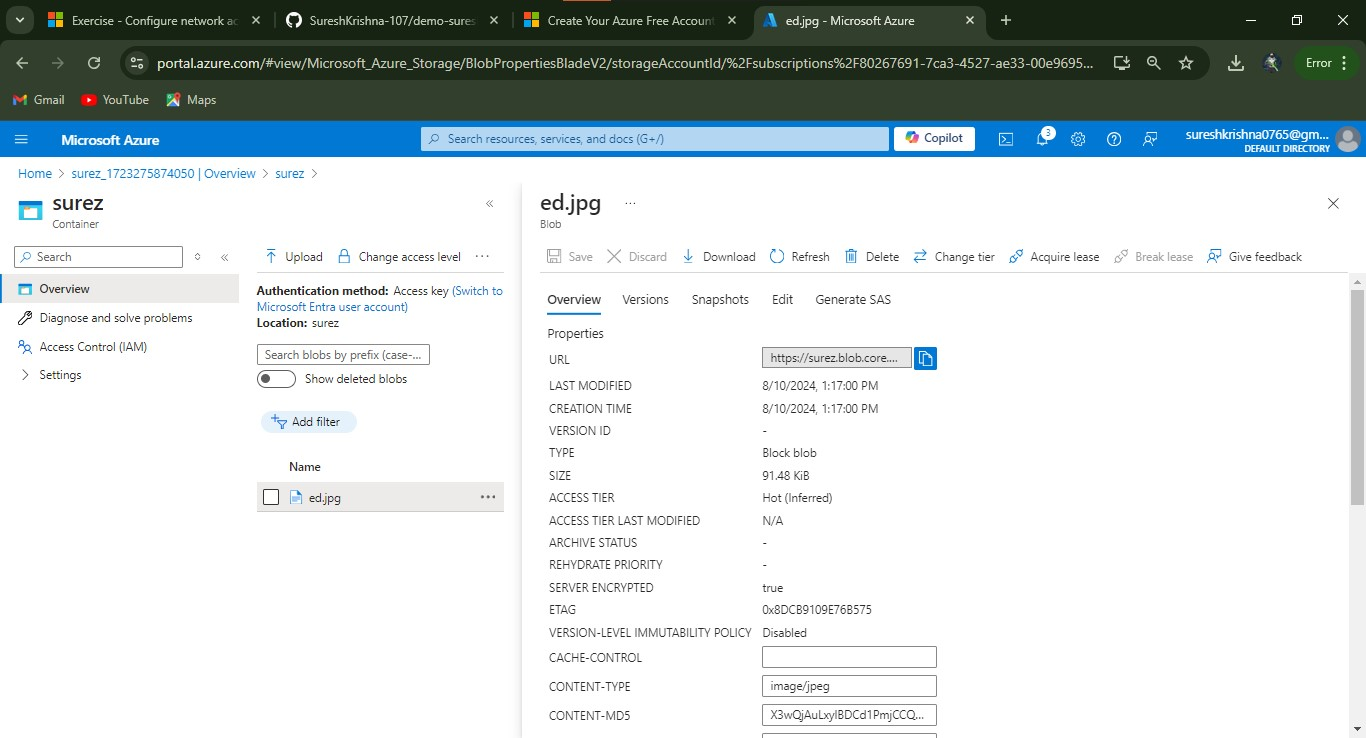 Exercise - Configure network ac
SureshKrishna-107/demo-sures
Create Your Azure Free Account
ed.jpg - Microsoft Azure
portal.azure.com/#view/Microsoft_Azure_Storage/BlobPropertiesBladeV2/storageAccountId/%2Fsubscriptions%2F80267691-7ca3-4527-ae33-00e9695...
Error
Gmail
YouTube
Maps
Microsoft Azure
Search resources, services, and docs (G+/)
Copilot
3
sureshkrishna0765@gm...
DEFAULT DIRECTORY
Home > surez_1723275874050 | Overview > surez >
surez
Container
Search
Overview
Diagnose and solve problems
Access Control (IAM)
Settings
Upload
Change access level
Authentication method: Access key (Switch to
Microsoft Entra user account)
Location: surez
Search blobs by prefix (case-...
Show deleted blobs
Add filter
Name
ed.jpg
ed.jpg
Blob
Save
Discard
Download
Refresh
Delete
Change tier
Acquire lease
Break lease
Give feedback
Overview
Versions
Snapshots
Edit
Generate SAS
Properties
URL https://surez.blob.core....
LAST MODIFIED 8/10/2024, 1:17:00 PM
CREATION TIME 8/10/2024, 1:17:00 PM
VERSION ID -
TYPE Block blob
SIZE 91.48 KiB
ACCESS TIER Hot (Inferred)
ACCESS TIER LAST MODIFIED N/A
ARCHIVE STATUS -
REHYDRATE PRIORITY -
SERVER ENCRYPTED true
ETAG 0x8DCB9109E76B575
VERSION-LEVEL IMMUTABILITY POLICY Disabled
CACHE-CONTROL
CONTENT-TYPE image/jpeg
CONTENT-MD5 X3wQjAuLxyIBDCd1PmjCCQ...